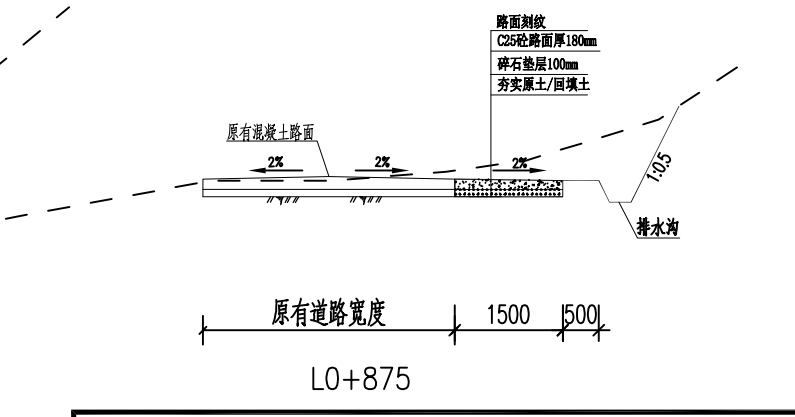 路面刻纹
C25砼路面厚180mm
碎石垫层100mm
夯实原土/回填土
原有混凝土路面
2%
2%
2%
1:0.5
排水沟
原有道路宽度
1500
500
L0+875